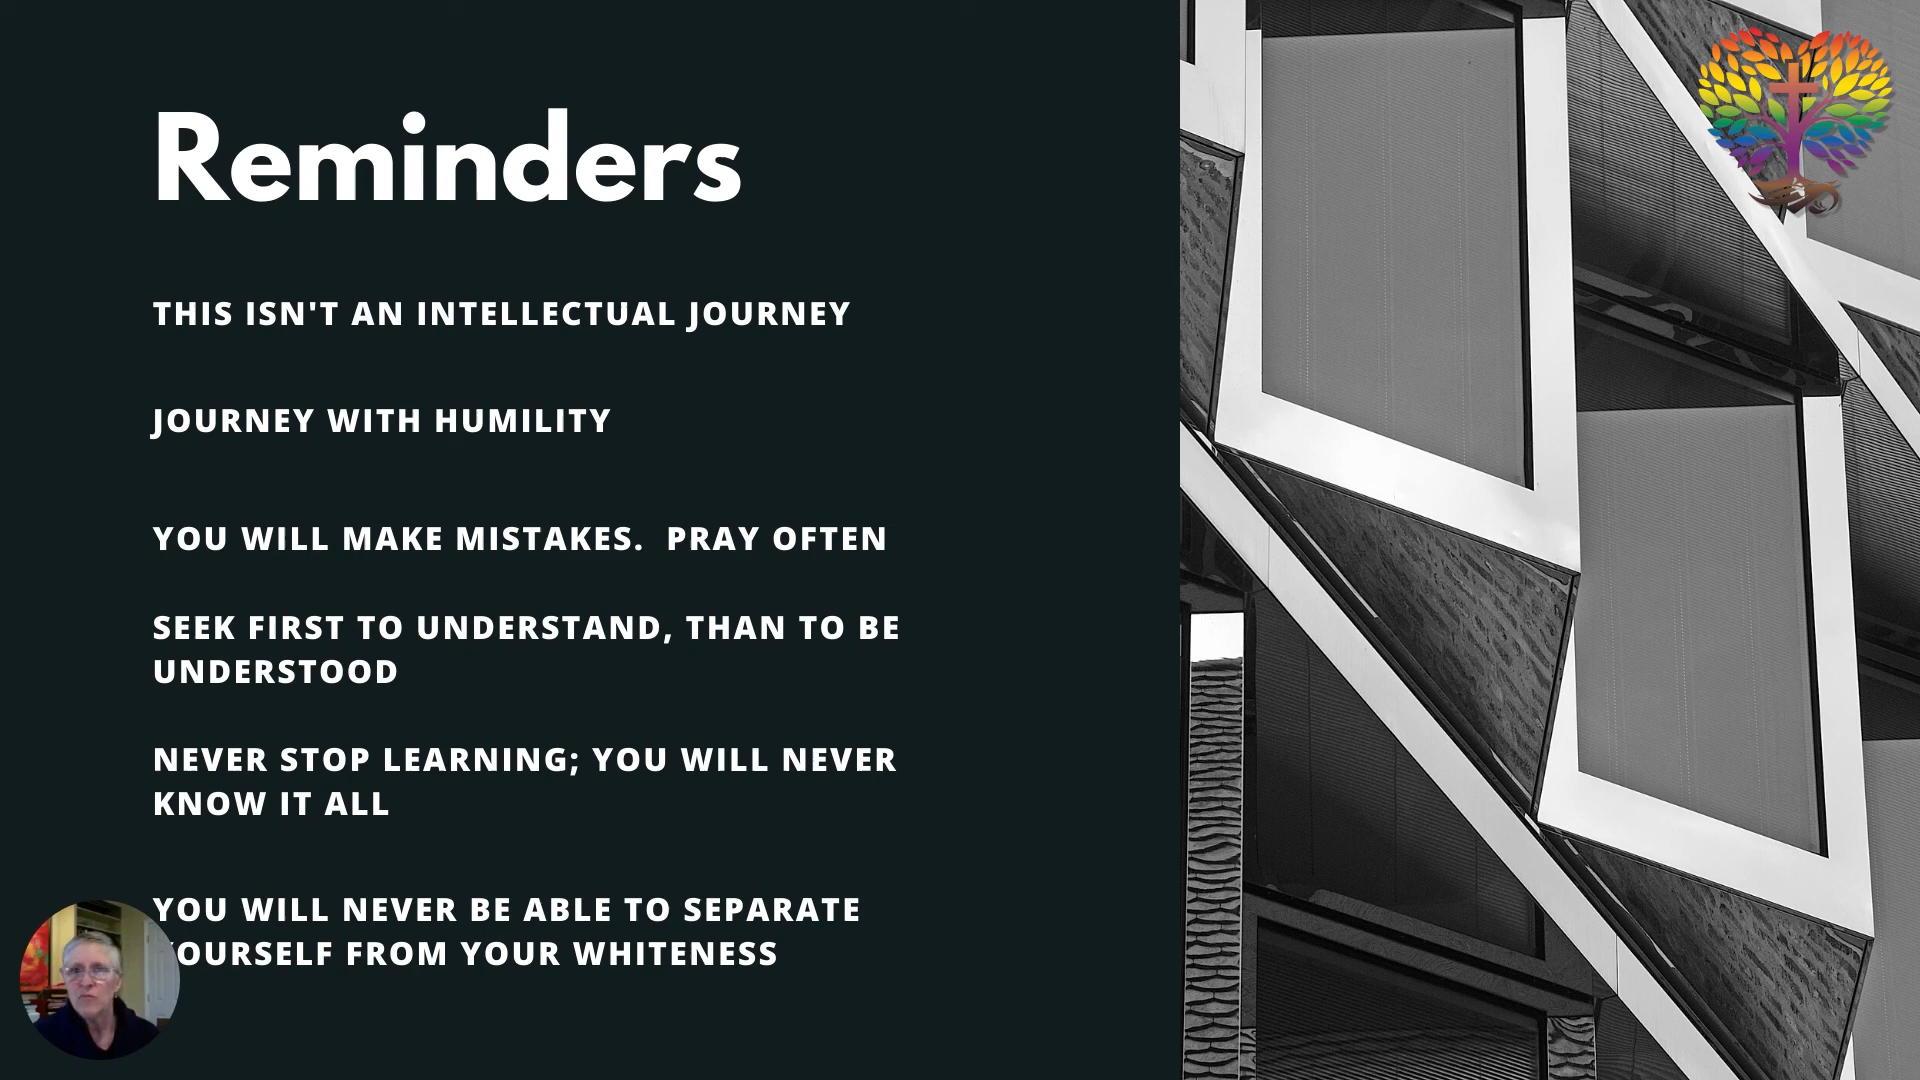 Reminders
THIS ISN'T AN INTELLECTUAL JOURNEY
JOURNEY WITH HUMILITY
YOU WILL MAKE MISTAKES.  PRAY OFTEN
SEEK FIRST TO UNDERSTAND, THAN TO BE
UNDERSTOOD
NEVER STOP LEARNING; YOU WILL NEVER
KNOW IT ALL
YOU WILL NEVER BE ABLE TO SEPARATE
YOURSELF FROM YOUR WHITENESS